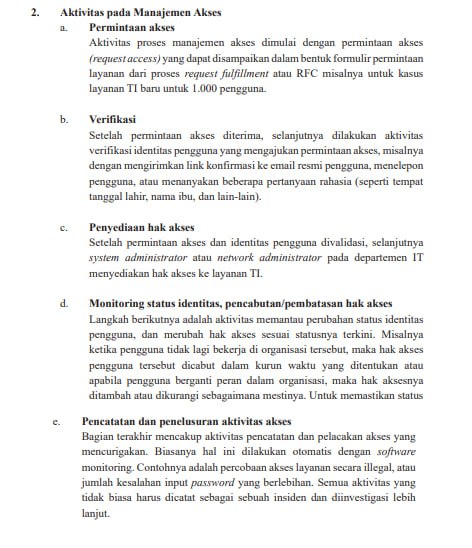 2. Aktivitas pada Manajemen Akses
a. Permintaan akses
Aktivitas proses manajemen akses dimulai dengan permintaan akses
(request access) yang dapat disampaikan dalam bentuk formulir permintaan
layanan dari proses request fulfillment atau RFC misalnya untuk kasus
layanan TI baru untuk 1.000 pengguna.
b. Verifikasi
Setelah permintaan akses diterima, selanjutnya dilakukan aktivitas
verifikasi identitas pengguna yang mengajukan permintaan akses, misalnya
dengan mengirimkan link konfirmasi ke email resmi pengguna, menelepon
pengguna, atau menanyakan beberapa pertanyaan rahasia (seperti tempat
tanggal lahir, nama ibu, dan lain-lain).
c. Penyediaan hak akses
Setelah permintaan akses dan identitas pengguna divalidasi, selanjutnya
system administrator atau network administrator pada departemen IT
menyediakan hak akses ke layanan TI.
d. Monitoring status identitas, pencabutan/pembatasan hak akses
Langkah berikutnya adalah aktivitas memantau perubahan status identitas
pengguna, dan merubah hak akses sesuai statusnya terkini. Misalnya
ketika pengguna tidak lagi bekerja di organisasi tersebut, maka hak akses
pengguna tersebut dicabut dalam kurun waktu yang ditentukan atau
apabila pengguna berganti peran dalam organisasi, maka hak aksesnya
ditambah atau dikurangi sebagaimana mestinya. Untuk memastikan status
e. Pencatatan dan penelusuran aktivitas akses
Bagian terakhir mencakup aktivitas pencatatan dan pelacakan akses yang
mencurigakan. Biasanya hal ini dilakukan otomatis dengan software
monitoring. Contohnya adalah percobaan akses layanan secara illegal, atau
jumlah kesalahan input password yang berlebihan. Semua aktivitas yang
tidak biasa harus dicatat sebagai sebuah insiden dan diinvestigasi lebih
lanjut.